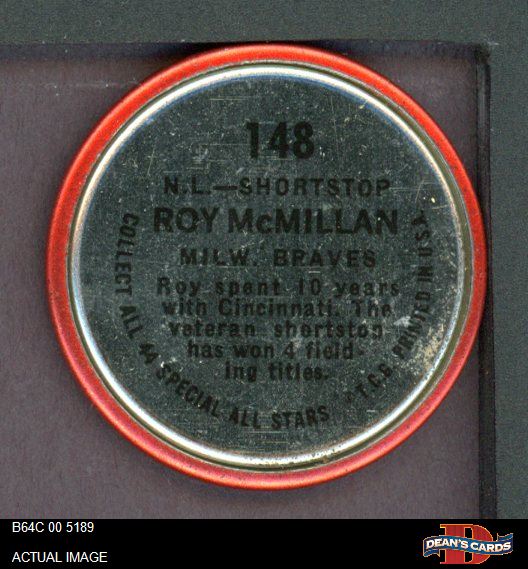 148
N.L.—SHORTSTOP
ROY McMILLAN
MILW. BRAVES
Roy spent 10 years
with Cincinnati. The
veteran shortstop
has won 4 field-
ing titles.
COLLECT ALL 44 SPECIAL ALL STARS © T.C.G. PRINTED IN U.S.A.
B64C 00 5189
ACTUAL IMAGE
DEAN'S CARDS